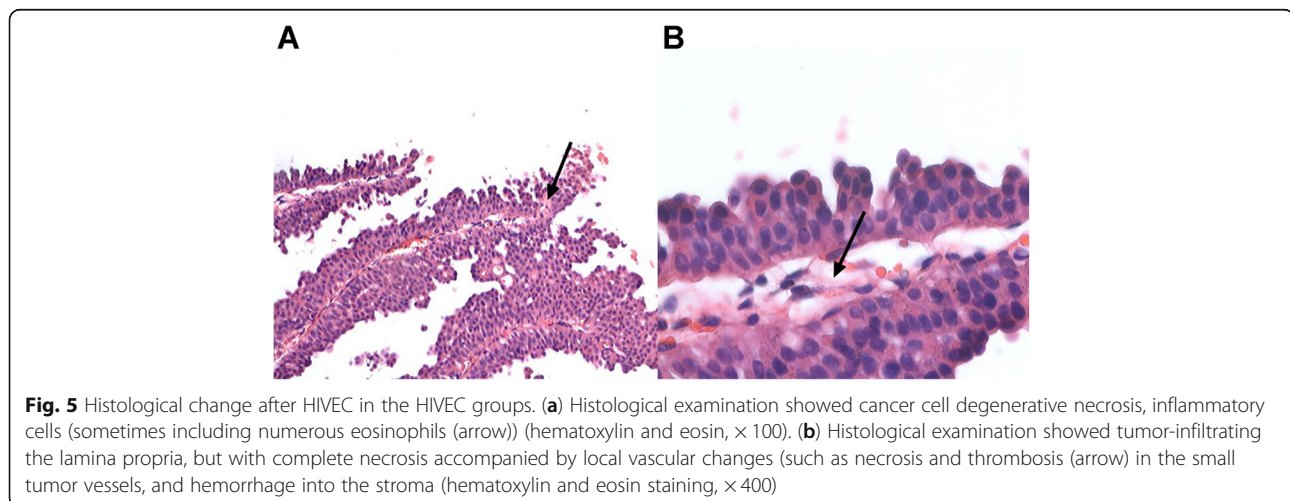 A
B
Fig. 5 Histological change after HIVEC in the HIVEC groups. (a) Histological examination showed cancer cell degenerative necrosis, inflammatory
cells (sometimes including numerous eosinophils (arrow)) (hematoxylin and eosin, × 100). (b) Histological examination showed tumor-infiltrating
the lamina propria, but with complete necrosis accompanied by local vascular changes (such as necrosis and thrombosis (arrow) in the small
tumor vessels, and hemorrhage into the stroma (hematoxylin and eosin staining, × 400)